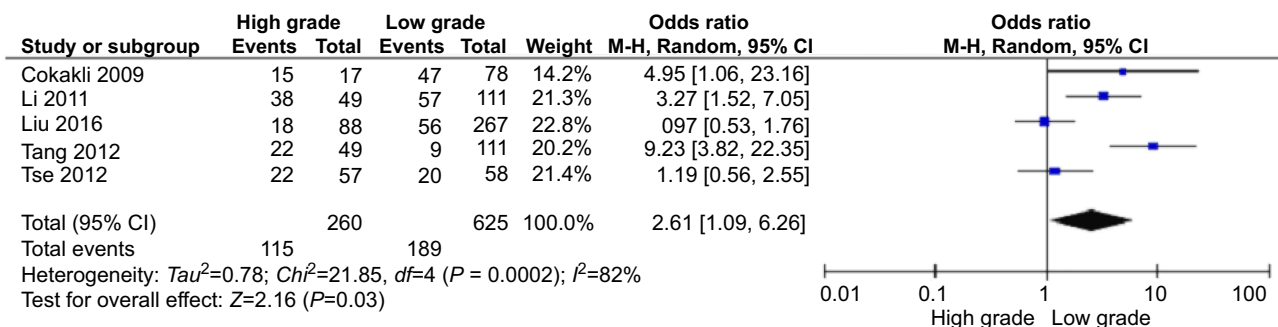 High grade Low grade Odds ratio Odds ratio
Study or subgroup Events Total Events Total Weight M-H, Random, 95% CI M-H, Random, 95% CI
Cokakli 2009 15 17 47 78 14.2% 4.95 [1.06, 23.16]
Li 2011 38 49 57 111 21.3% 3.27 [1.52, 7.05]
Liu 2016 18 88 56 267 22.8% 097 [0.53, 1.76]
Tang 2012 22 49 9 111 20.2% 9.23 [3.82, 22.35]
Tse 2012 22 57 20 58 21.4% 1.19 [0.56, 2.55]
Total (95% CI) 260 625 100.0% 2.61 [1.09, 6.26]
Total events 115 189
Heterogeneity: Tau²=0.78; Chi²=21.85, df=4 (P = 0.0002); I²=82%
Test for overall effect: Z=2.16 (P=0.03)
0.01 0.1 1 10 100
High grade Low grade